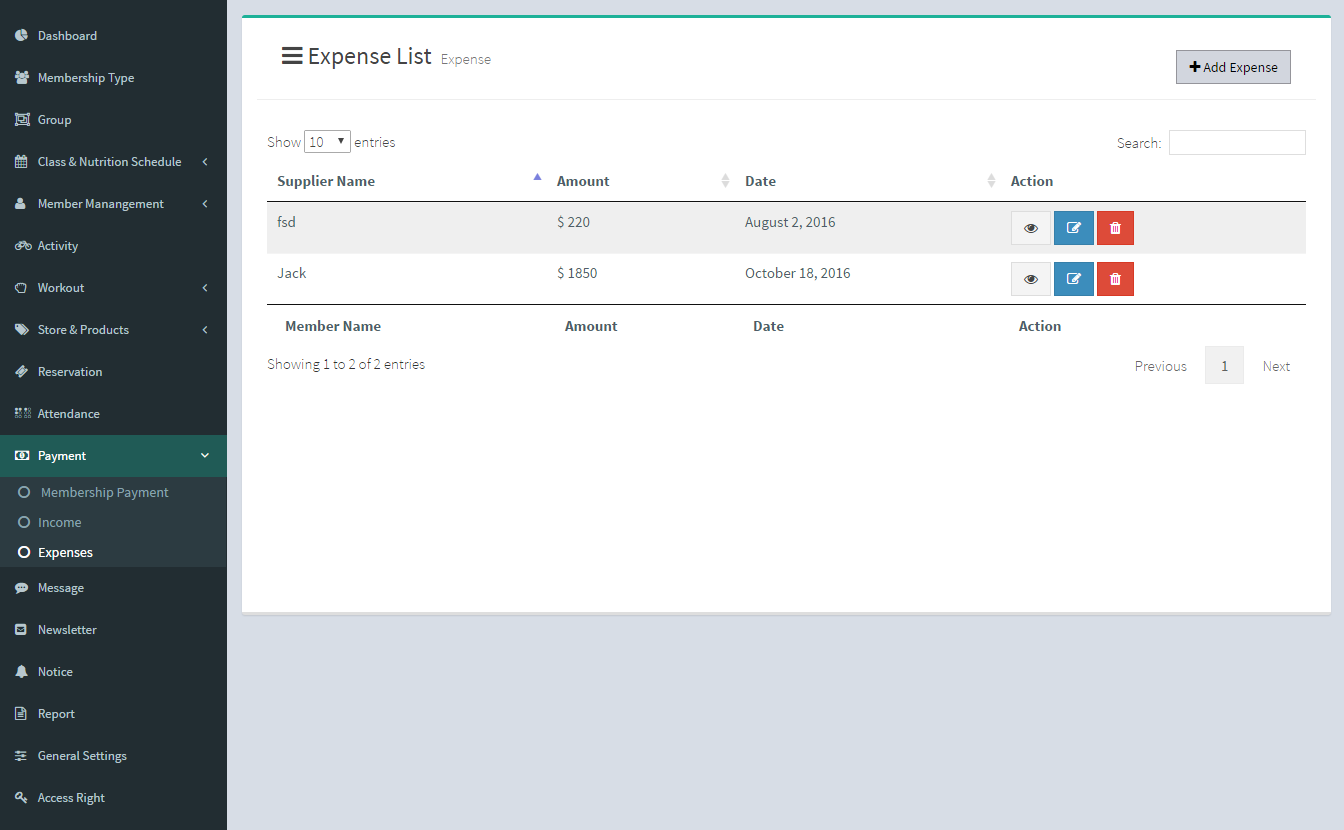 Dashboard
Membership Type
Group
Class & Nutrition Schedule
Member Manangement
Activity
Workout
Store & Products
Reservation
Attendance
Payment
Membership Payment
Income
Expenses
Message
Newsletter
Notice
Report
General Settings
Access Right
Expense List Expense
Add Expense
Show 10 entries
Search:
Supplier Name Amount Date Action
fsd $ 220 August 2, 2016
Jack $ 1850 October 18, 2016
Member Name Amount Date Action
Showing 1 to 2 of 2 entries
Previous 1 Next